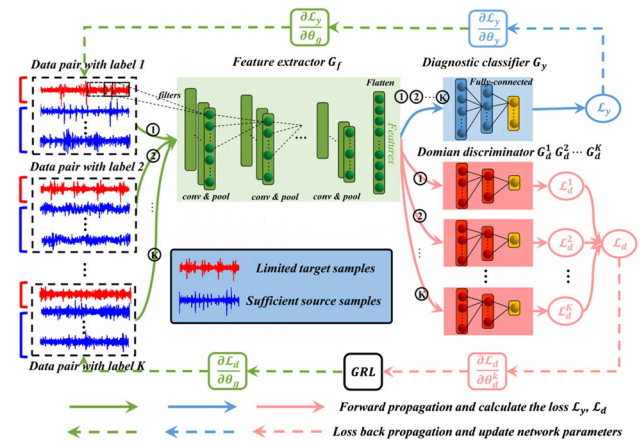 ∂ℒ_y/∂θ_g
∂ℒ_y/∂θ_y
Data pair with label 1
Feature extractor G_f
Diagnostic classifier G_y
Flatten
Fully-connected
filters
① ② ··· Ⓚ
ℒ_y
①
Features
Domian discriminator G_d^1 G_d^2 ··· G_d^K
②
Data pair with label 2
conv & pool
conv & pool
conv & pool
①
ℒ_d^1
②
ℒ_d^2
ℒ_d
Ⓚ
Limited target samples
Sufficient source samples
Ⓚ
ℒ_d^K
Data pair with label K
∂ℒ_d/∂θ_g
GRL
∂ℒ_d/∂θ_d^k
Forward propagation and calculate the loss ℒ_y, ℒ_d
Loss back propagation and update network parameters